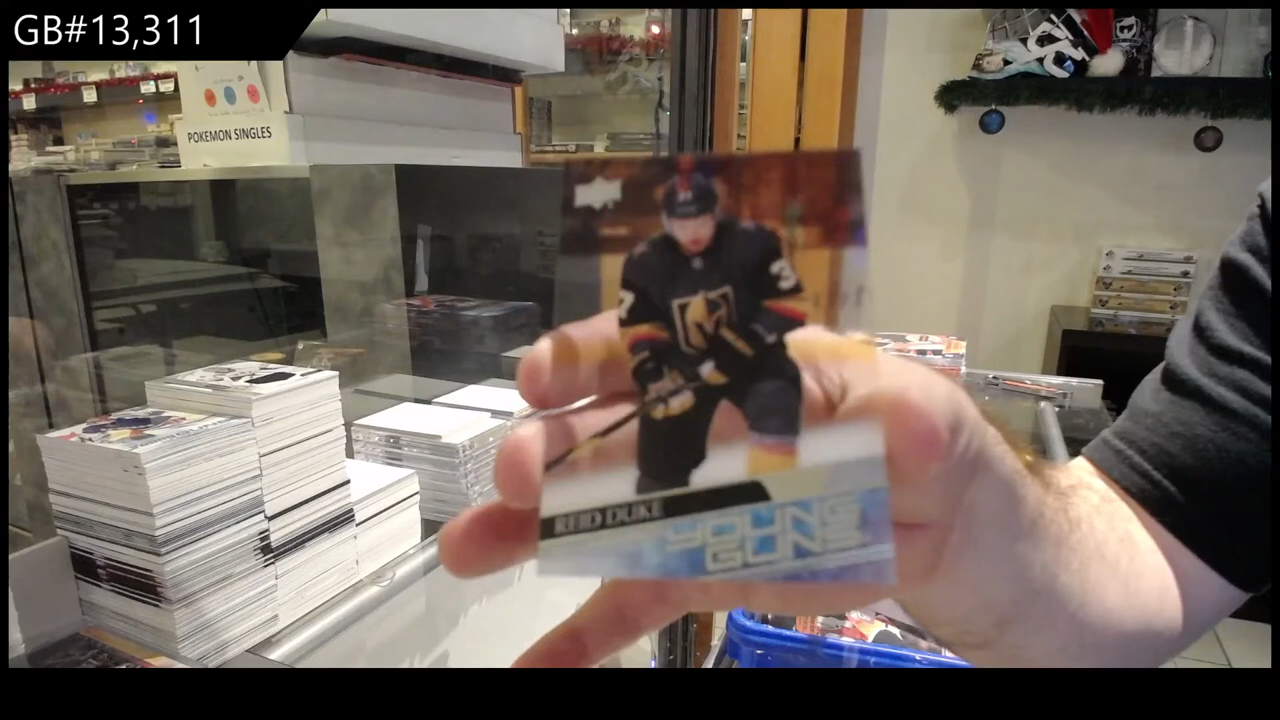 GB#13,311
POKEMON SINGLES
REID DUKE
YOUNG
GUNS